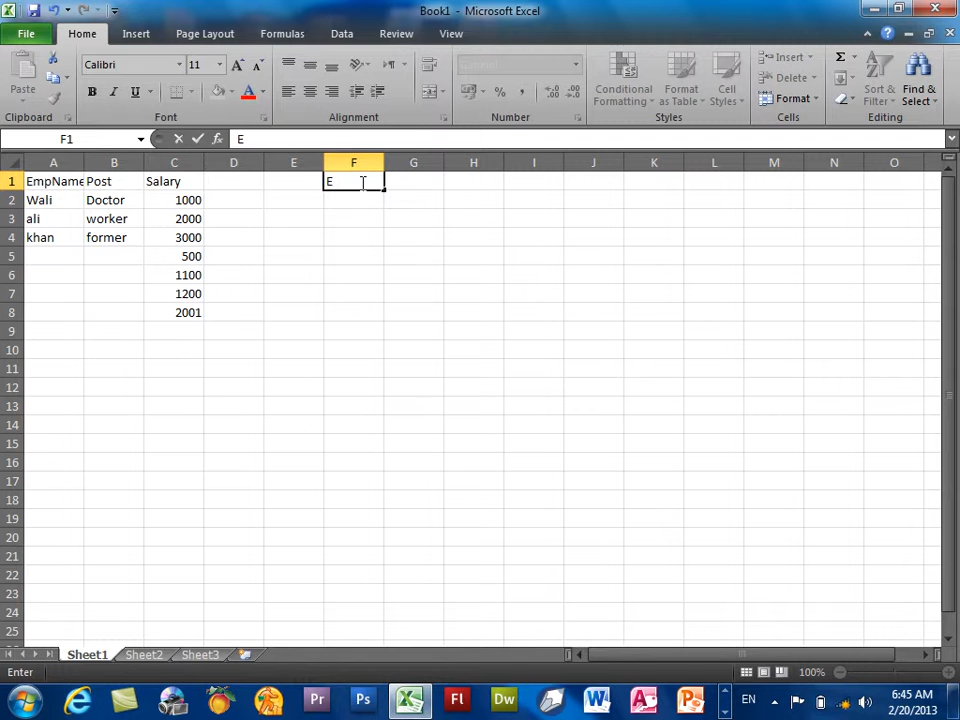 Book1 - Microsoft Excel
File Home Insert Page Layout Formulas Data Review View
Calibri 11 A A Insert Σ
Paste B I U A % , .0 .00 Conditional Formatting Format as Table Cell Styles Delete Format Sort & Filter Find & Select
Clipboard Font Alignment Number Styles Cells Editing
F1 fx E
A B C D E F G H I J K L M N O
1 EmpName Post Salary E
2 Wali Doctor 1000
3 ali worker 2000
4 khan former 3000
5 500
6 1100
7 1200
8 2001
9
10
11
12
13
14
15
16
17
18
19
20
21
22
23
24
25
Sheet1 Sheet2 Sheet3
Enter 100%
Pr Ps Fl Dw W A P EN 6:45 AM
2/20/2013